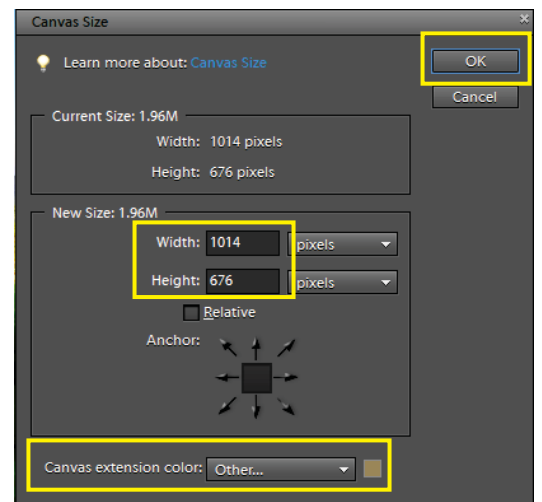 Canvas Size
Learn more about: Canvas Size
OK
Cancel
Current Size: 1.96M
Width: 1014 pixels
Height: 676 pixels
New Size: 1.96M
Width: 1014 pixels
Height: 676 pixels
Relative
Anchor:
Canvas extension color: Other...